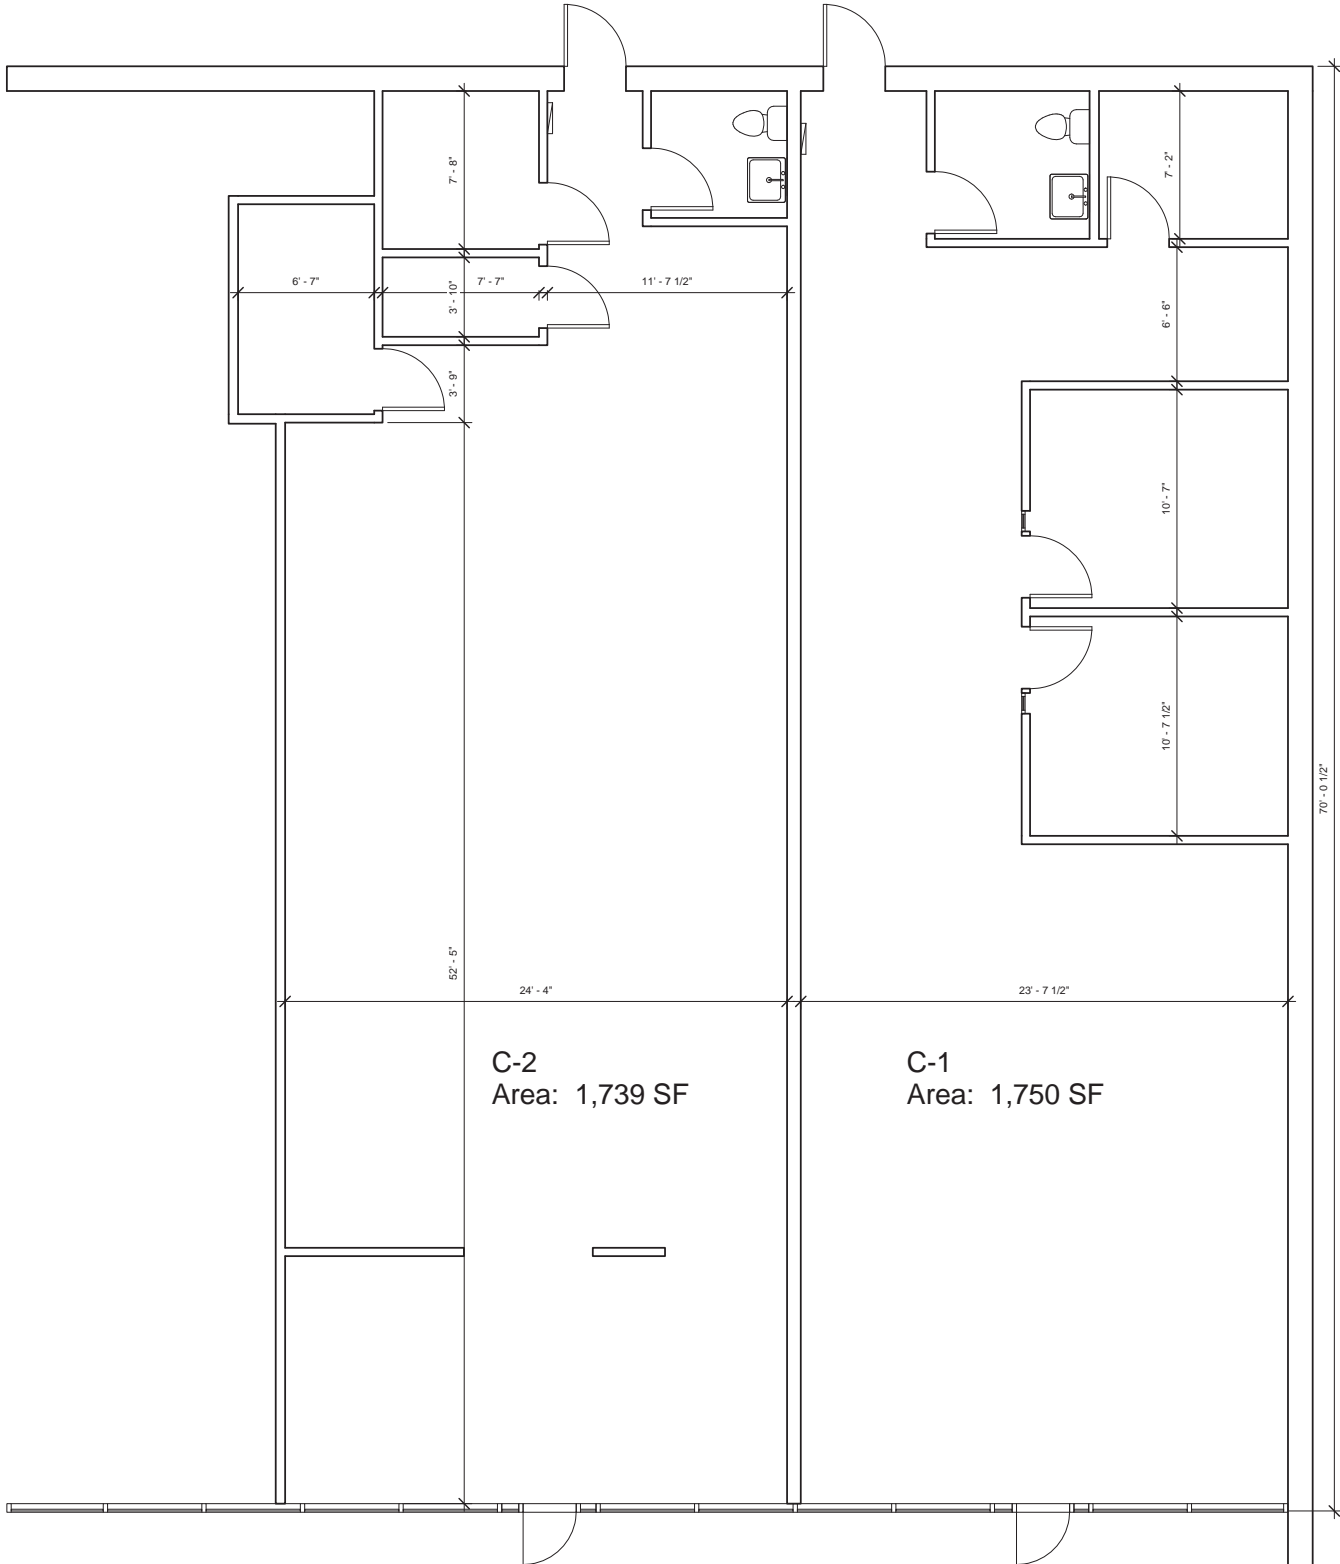 7' - 8"
7' - 2"
6' - 7"
3' - 10"
7' - 7"
11' - 7 1/2"
6' - 6"
3' - 9"
10' - 7"
10' - 7 1/2"
70' - 0 1/2"
52' - 5"
24' - 4"
23' - 7 1/2"
C-2
Area: 1,739 SF
C-1
Area: 1,750 SF